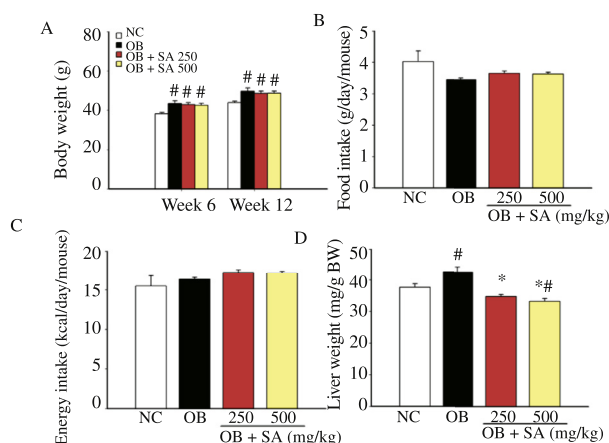 A
NC
OB
OB + SA 250
OB + SA 500
Body weight (g)
80
60
40
20
0
# # #
# # #
Week 6
Week 12
B
Food intake (g/day/mouse)
5
4
3
2
1
0
NC
OB
250
500
OB + SA (mg/kg)
C
Energy intake (kcal/day/mouse)
20
15
10
5
0
NC
OB
250
500
OB + SA (mg/kg)
D
Liver weight (mg/g BW)
50
40
30
20
10
0
#
*
*#
NC
OB
250
500
OB + SA (mg/kg)